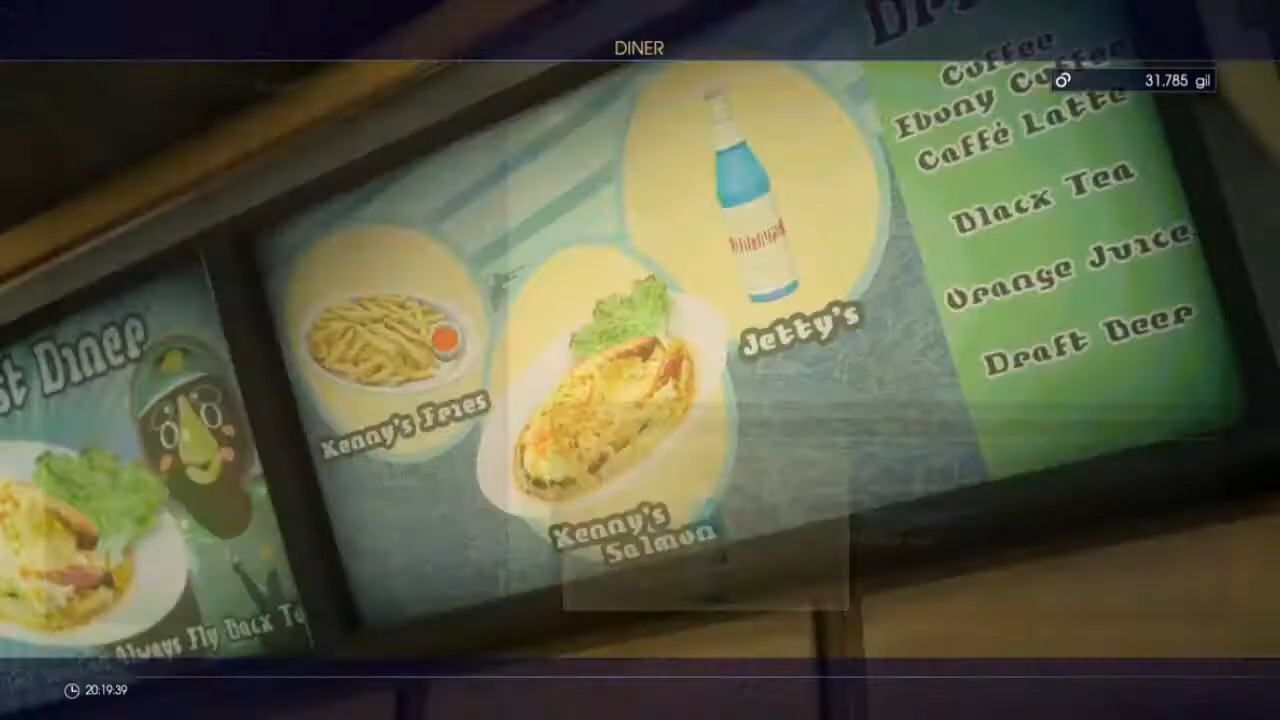 DINER
31,785 gil
Coffee
Ebony Coffee
Caffè Latte
Black Tea
Orange Juice
Draft Beer
Jetty's
Kenny's Fries
Kenny's
Salmon
st Diner
Always Fly Back To
20:19:39